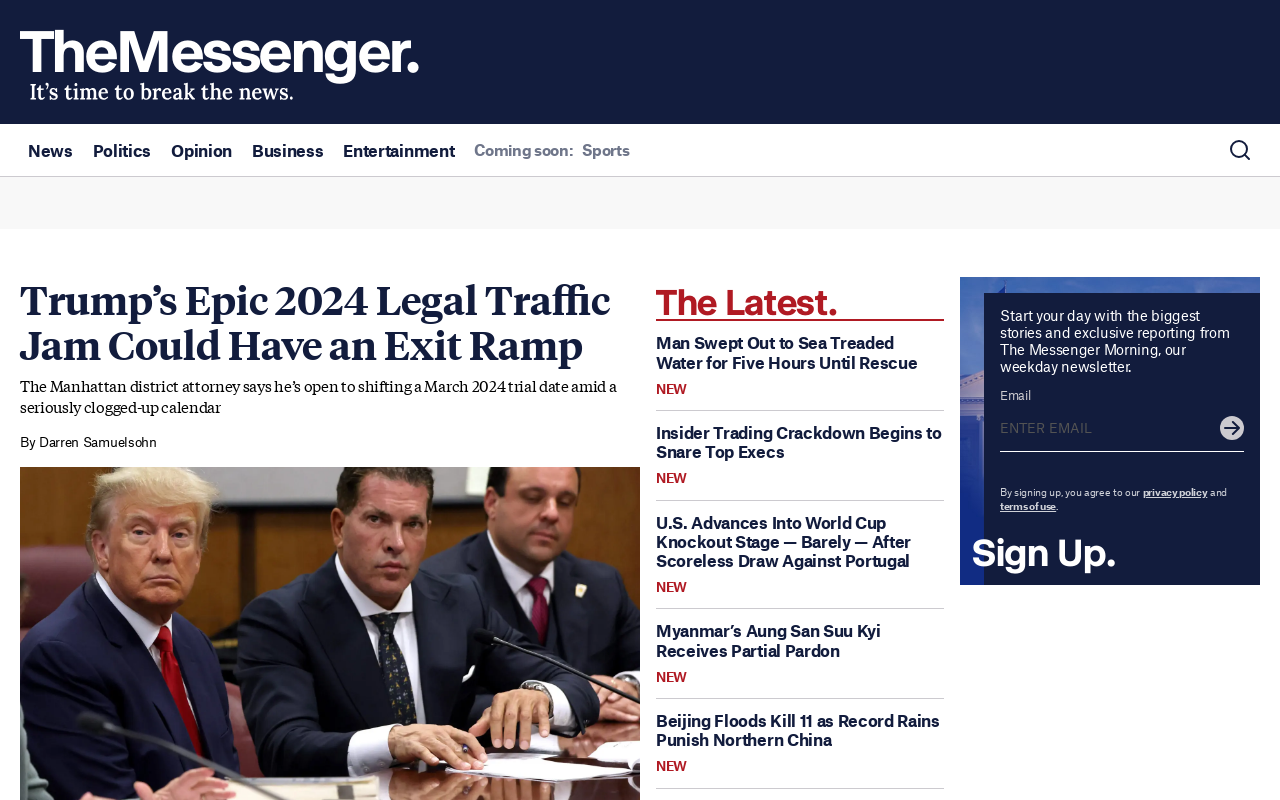 TheMessenger.
It's time to break the news.
News Politics Opinion Business Entertainment Coming soon: Sports
Trump’s Epic 2024 Legal Traffic
Jam Could Have an Exit Ramp
The Manhattan district attorney says he’s open to shifting a March 2024 trial date amid a
seriously clogged-up calendar
By Darren Samuelsohn
The Latest.
Man Swept Out to Sea Treaded
Water for Five Hours Until Rescue
NEW
Insider Trading Crackdown Begins to
Snare Top Execs
NEW
U.S. Advances Into World Cup
Knockout Stage — Barely — After
Scoreless Draw Against Portugal
NEW
Myanmar’s Aung San Suu Kyi
Receives Partial Pardon
NEW
Beijing Floods Kill 11 as Record Rains
Punish Northern China
NEW
Start your day with the biggest
stories and exclusive reporting from
The Messenger Morning, our
weekday newsletter.
Email
ENTER EMAIL
By signing up, you agree to our privacy policy and
terms of use.
Sign Up.